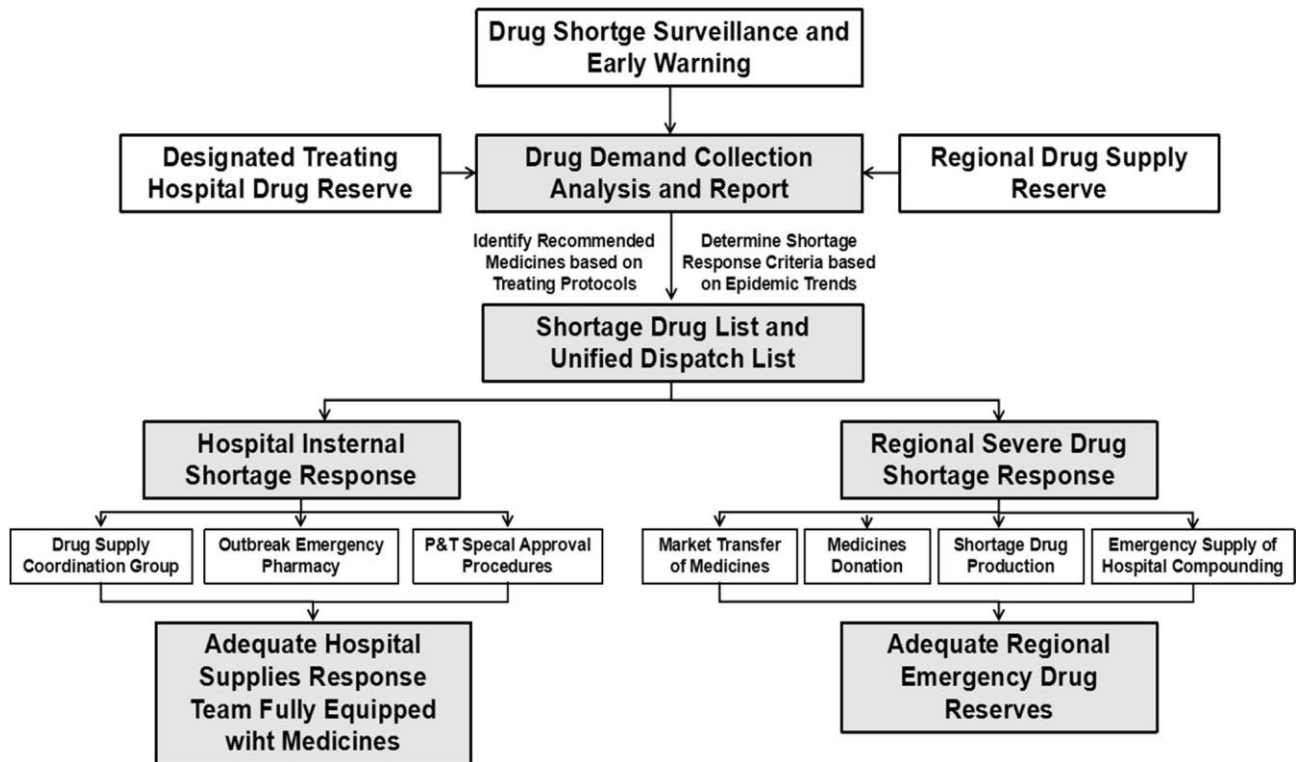 Drug Shortge Surveillance and
Early Warning
Designated Treating
Hospital Drug Reserve
Drug Demand Collection
Analysis and Report
Regional Drug Supply
Reserve
Identify Recommended
Medicines based on
Treating Protocols
Determine Shortage
Response Criteria based
on Epidemic Trends
Shortage Drug List and
Unified Dispatch List
Hospital Insternal
Shortage Response
Regional Severe Drug
Shortage Response
Drug Supply
Coordination Group
Outbreak Emergency
Pharmacy
P&T Specal Approval
Procedures
Market Transfer
of Medicines
Medicines
Donation
Shortage Drug
Production
Emergency Supply of
Hospital Compounding
Adequate Hospital
Supplies Response
Team Fully Equipped
wiht Medicines
Adequate Regional
Emergency Drug
Reserves